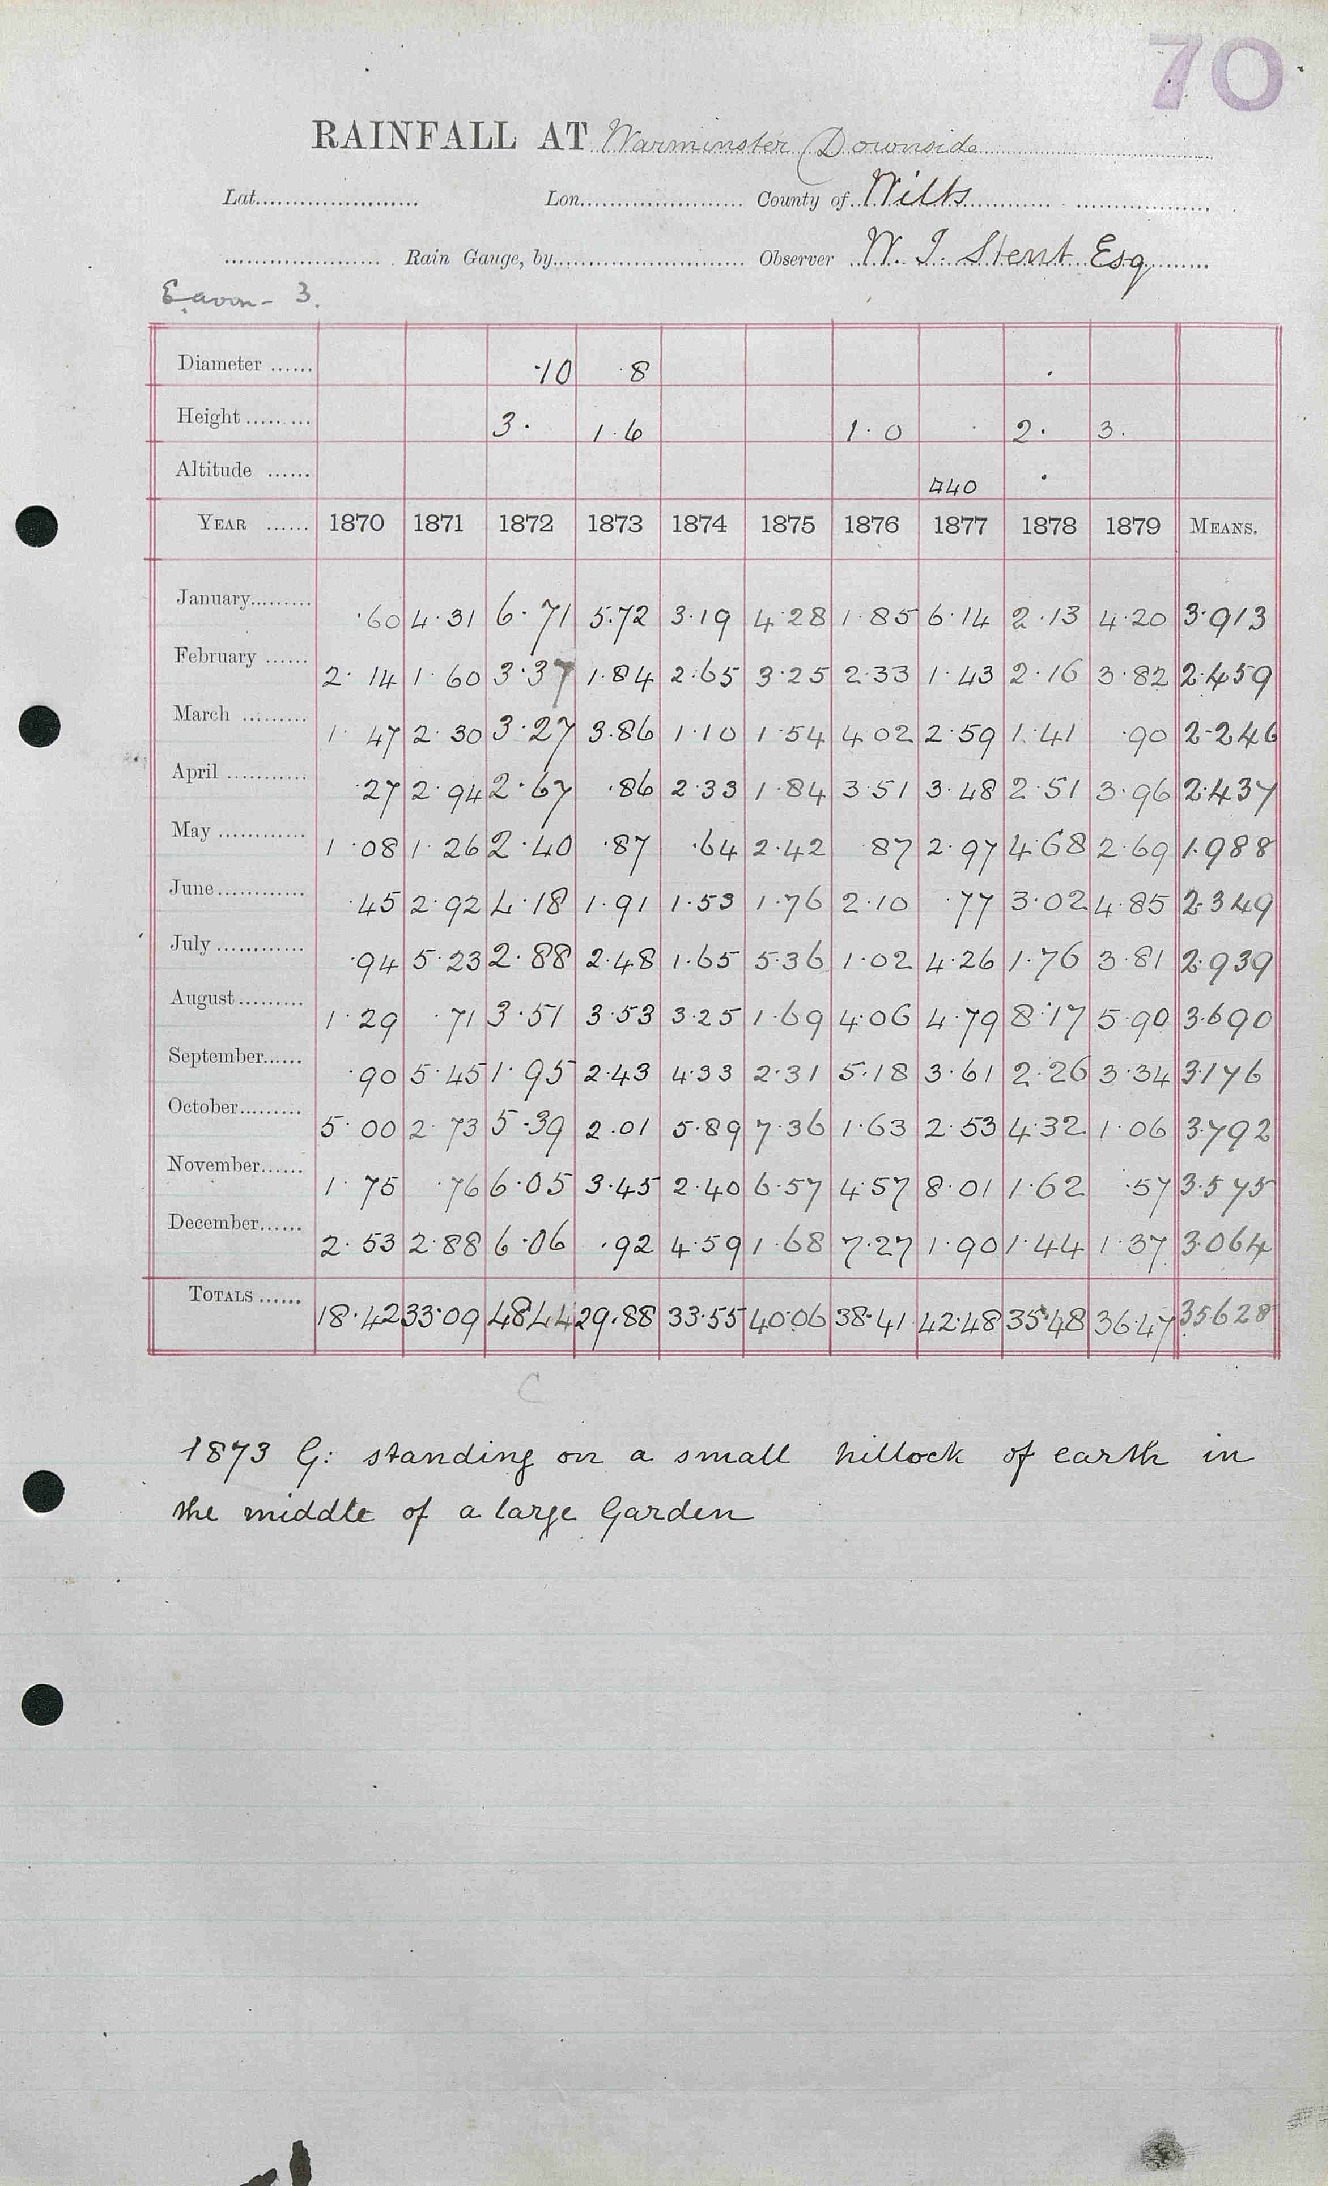 70
RAINFALL AT Warminster (Downside
Lat. Lon. County of Wilts
Rain Gauge, by Observer W. J. Stent Esq
Eavon - 3.
Diameter ...... ·10 ·8
Height ......... 3· 1·6 1·0 2· 3·
Altitude ...... 440
YEAR ...... 1870 1871 1872 1873 1874 1875 1876 1877 1878 1879 MEANS.
January ......... ·60 4·31 6·71 5·72 3·19 4·28 1·85 6·14 2·13 4·20 3·913
February ...... 2·14 1·60 3·37 1·84 2·65 3·25 2·33 1·43 2·16 3·82 2·459
March ......... 1·47 2·30 3·27 3·86 1·10 1·54 4·02 2·59 1·41 ·90 2·246
April ............ ·27 2·94 2·67 ·86 2·33 1·84 3·51 3·48 2·51 3·96 2·437
May ............ 1·08 1·26 2·40 ·87 ·64 2·42 87 2·97 4·68 2·69 1·988
June ............ ·45 2·92 4·18 1·91 1·53 1·76 2·10 ·77 3·02 4·85 2·349
July ............ ·94 5·23 2·88 2·48 1·65 5·36 1·02 4·26 1·76 3·81 2·939
August ......... 1·29 ·71 3·51 3·53 3·25 1·69 4·06 4·79 8·17 5·90 3·690
September ...... ·90 5·45 1·95 2·43 4·33 2·31 5·18 3·61 2·26 3·34 3·176
October ......... 5·00 2·73 5·39 2·01 5·89 7·36 1·63 2·53 4·32 1·06 3·792
November ...... 1·75 ·76 6·05 3·45 2·40 6·57 4·57 8·01 1·62 ·57 3·575
December ...... 2·53 2·88 6·06 ·92 4·59 1·68 7·27 1·90 1·44 1·37 3·064
TOTALS ...... 18·42 33·09 48·44 29·88 33·55 40·06 38·41 42·48 35·48 36·47 35·628
C
1873 G: standing on a small hillock of earth in
the middle of a large Garden